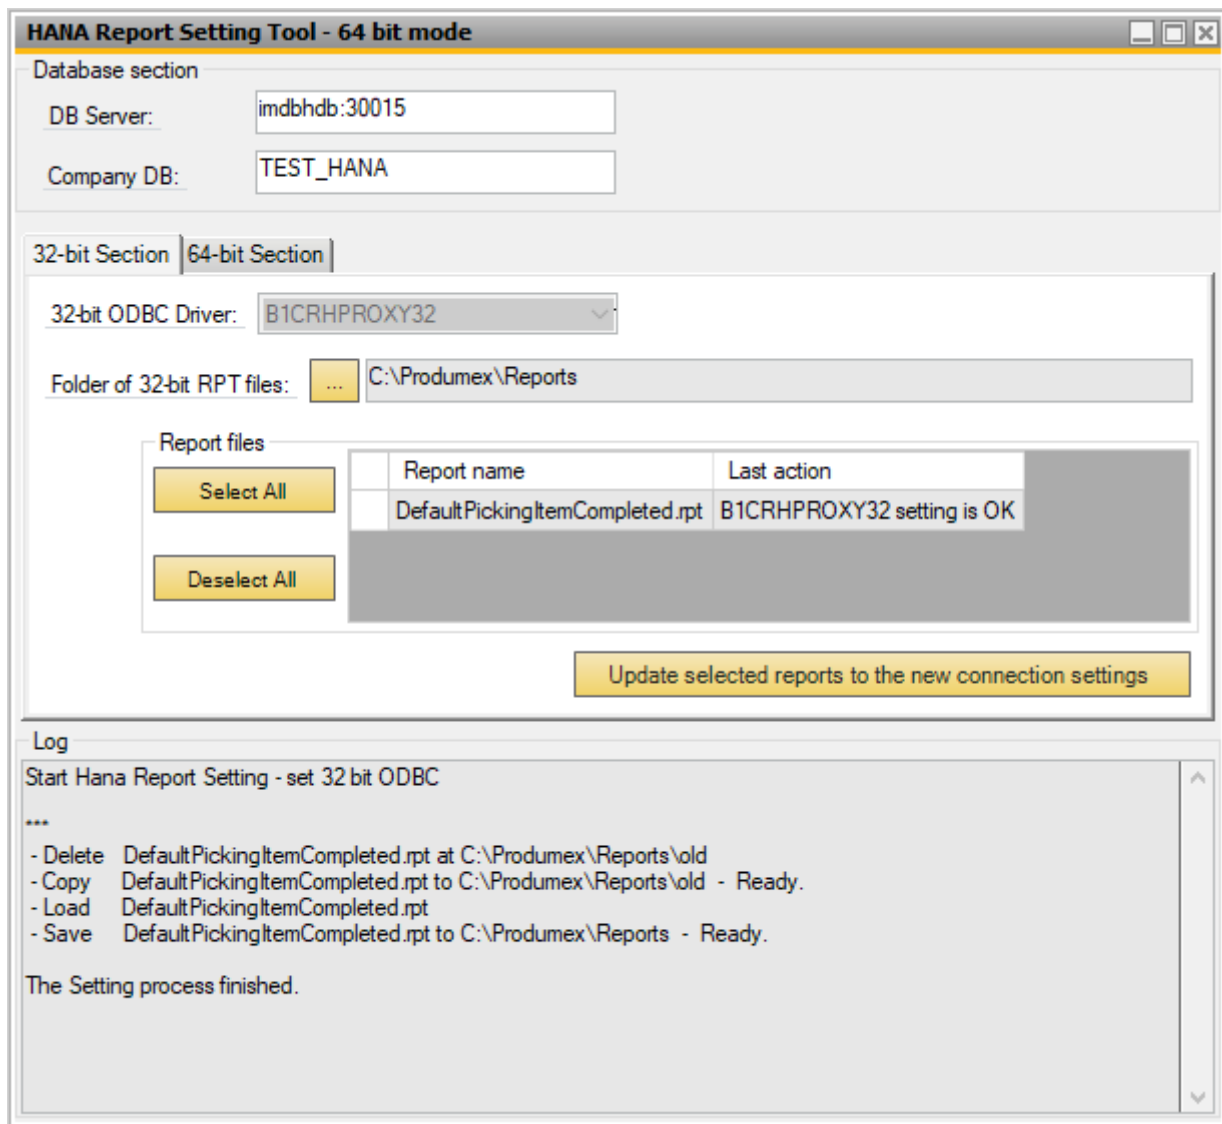 HANA Report Setting Tool - 64 bit mode
Database section
DB Server: imdbhdb:30015
Company DB: TEST_HANA
32-bit Section 64-bit Section
32-bit ODBC Driver: B1CRHPROXY32
Folder of 32-bit RPT files: ... C:\Produmex\Reports
Report files
Select All
Deselect All
Report name Last action
DefaultPickingItemCompleted.rpt B1CRHPROXY32 setting is OK
Update selected reports to the new connection settings
Log
Start Hana Report Setting - set 32 bit ODBC
***
- Delete DefaultPickingItemCompleted.rpt at C:\Produmex\Reports\old
- Copy DefaultPickingItemCompleted.rpt to C:\Produmex\Reports\old - Ready.
- Load DefaultPickingItemCompleted.rpt
- Save DefaultPickingItemCompleted.rpt to C:\Produmex\Reports - Ready.
The Setting process finished.